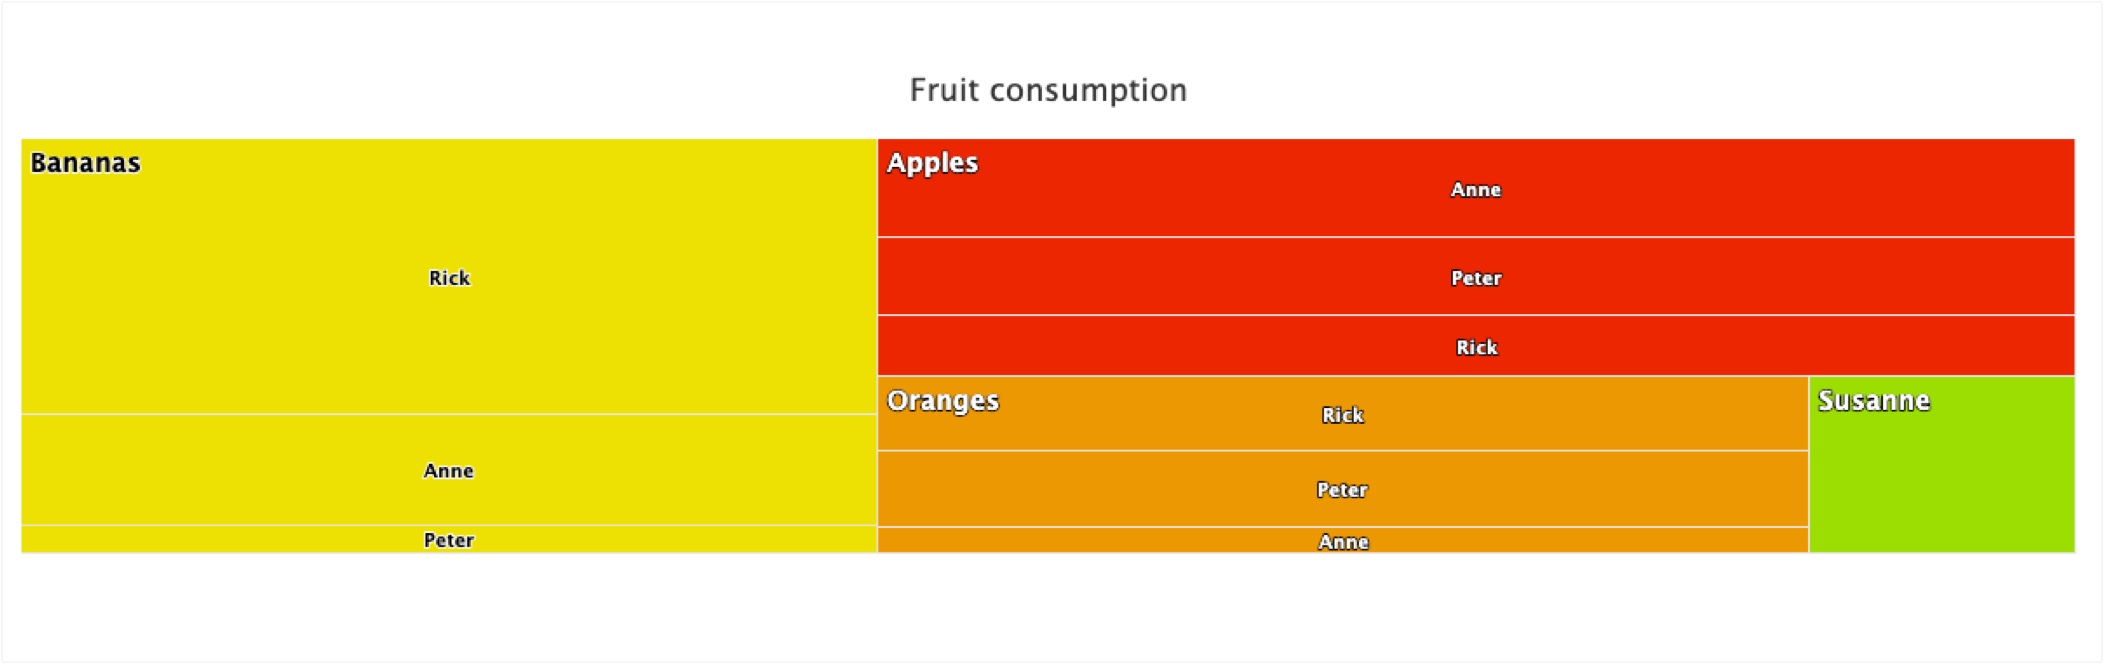 Fruit consumption
Bananas
Rick
Anne
Peter
Apples
Anne
Peter
Rick
Oranges
Rick
Peter
Anne
Susanne